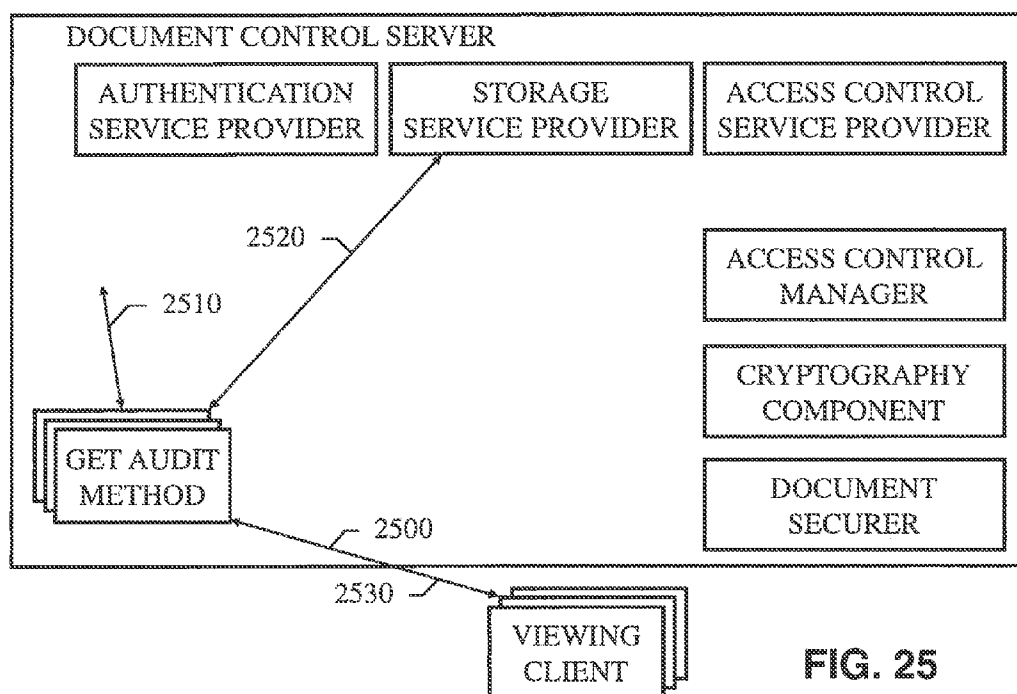 DOCUMENT CONTROL SERVER
AUTHENTICATION
SERVICE PROVIDER
STORAGE
SERVICE PROVIDER
ACCESS CONTROL
SERVICE PROVIDER
2520
ACCESS CONTROL
MANAGER
2510
CRYPTOGRAPHY
COMPONENT
GET AUDIT
METHOD
DOCUMENT
SECURER
2500
2530
VIEWING
CLIENT
FIG. 25